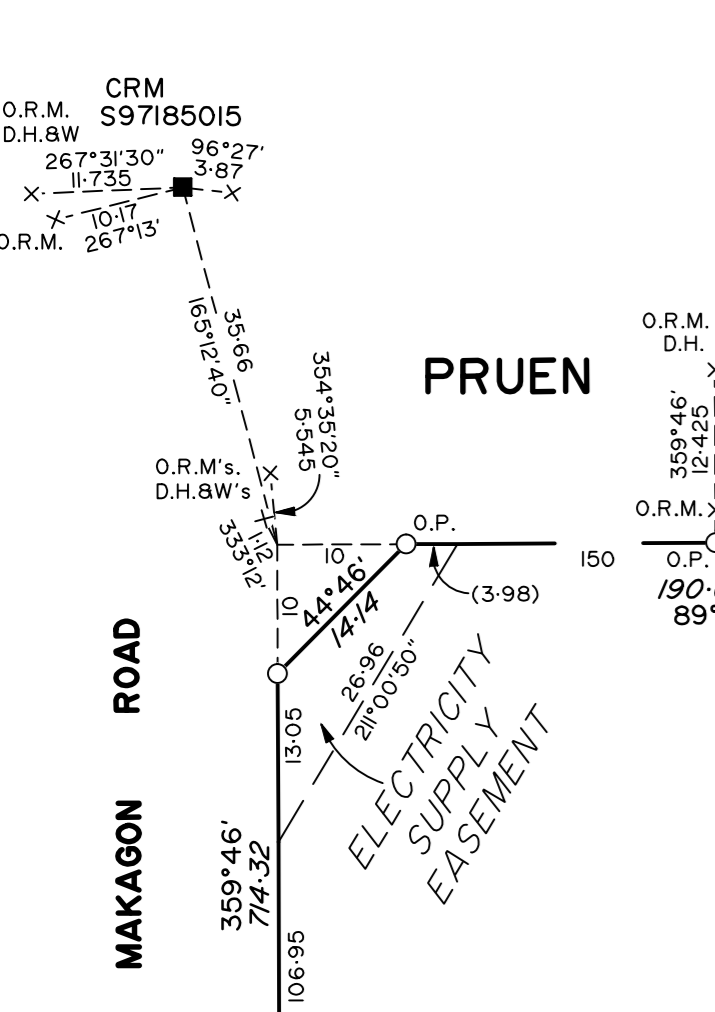 CRM
S97185015
O.R.M.
D.H.&W
267°31'30"
11·735
96°27'
3·87
10·17
267°13'
O.R.M.
35·66
165°12'40"
354°35'20"
5·545
PRUEN
O.R.M.
D.H.
359°46'
12·425
O.R.M's.
D.H.&W's
O.R.M.
1·12
333°12'
O.P.
10
150
O.P.
(3·98)
10
44°46'
14·14
89°
26·96
211°00'50"
ROAD
13·05
ELECTRICITY
SUPPLY
EASEMENT
MAKAGON
359°46'
714·32
106·95